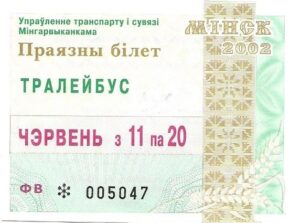 Упраўленне транспарту і сувязі
Мінгарвыканкама
МІНСК
2002
Праязны білет
ТРАЛЕЙБУС
ЧЭРВЕНЬ з 11 па 20
ФВ ✻ 005047